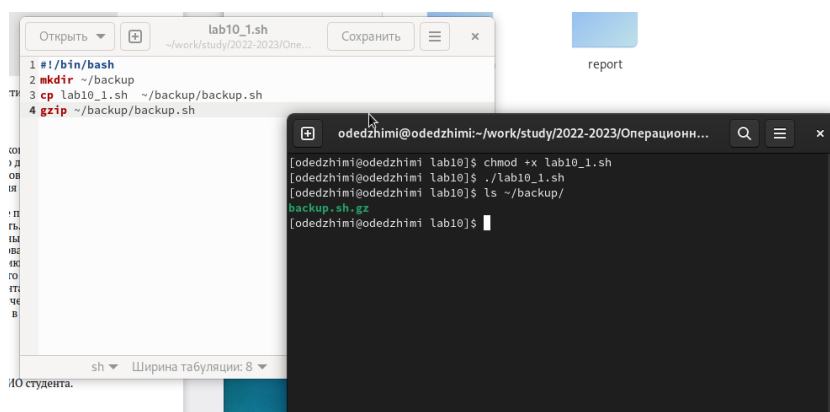 Открыть
lab10_1.sh
~/work/study/2022-2023/Опе...
Сохранить
1 #!/bin/bash
2 mkdir ~/backup
3 cp lab10_1.sh  ~/backup/backup.sh
4 gzip ~/backup/backup.sh
sh
Ширина табуляции: 8
report
odedzhimi@odedzhimi:~/work/study/2022-2023/Операционн...
[odedzhimi@odedzhimi lab10]$ chmod +x lab10_1.sh
[odedzhimi@odedzhimi lab10]$ ./lab10_1.sh
[odedzhimi@odedzhimi lab10]$ ls ~/backup/
backup.sh.gz
[odedzhimi@odedzhimi lab10]$
ИО студента.